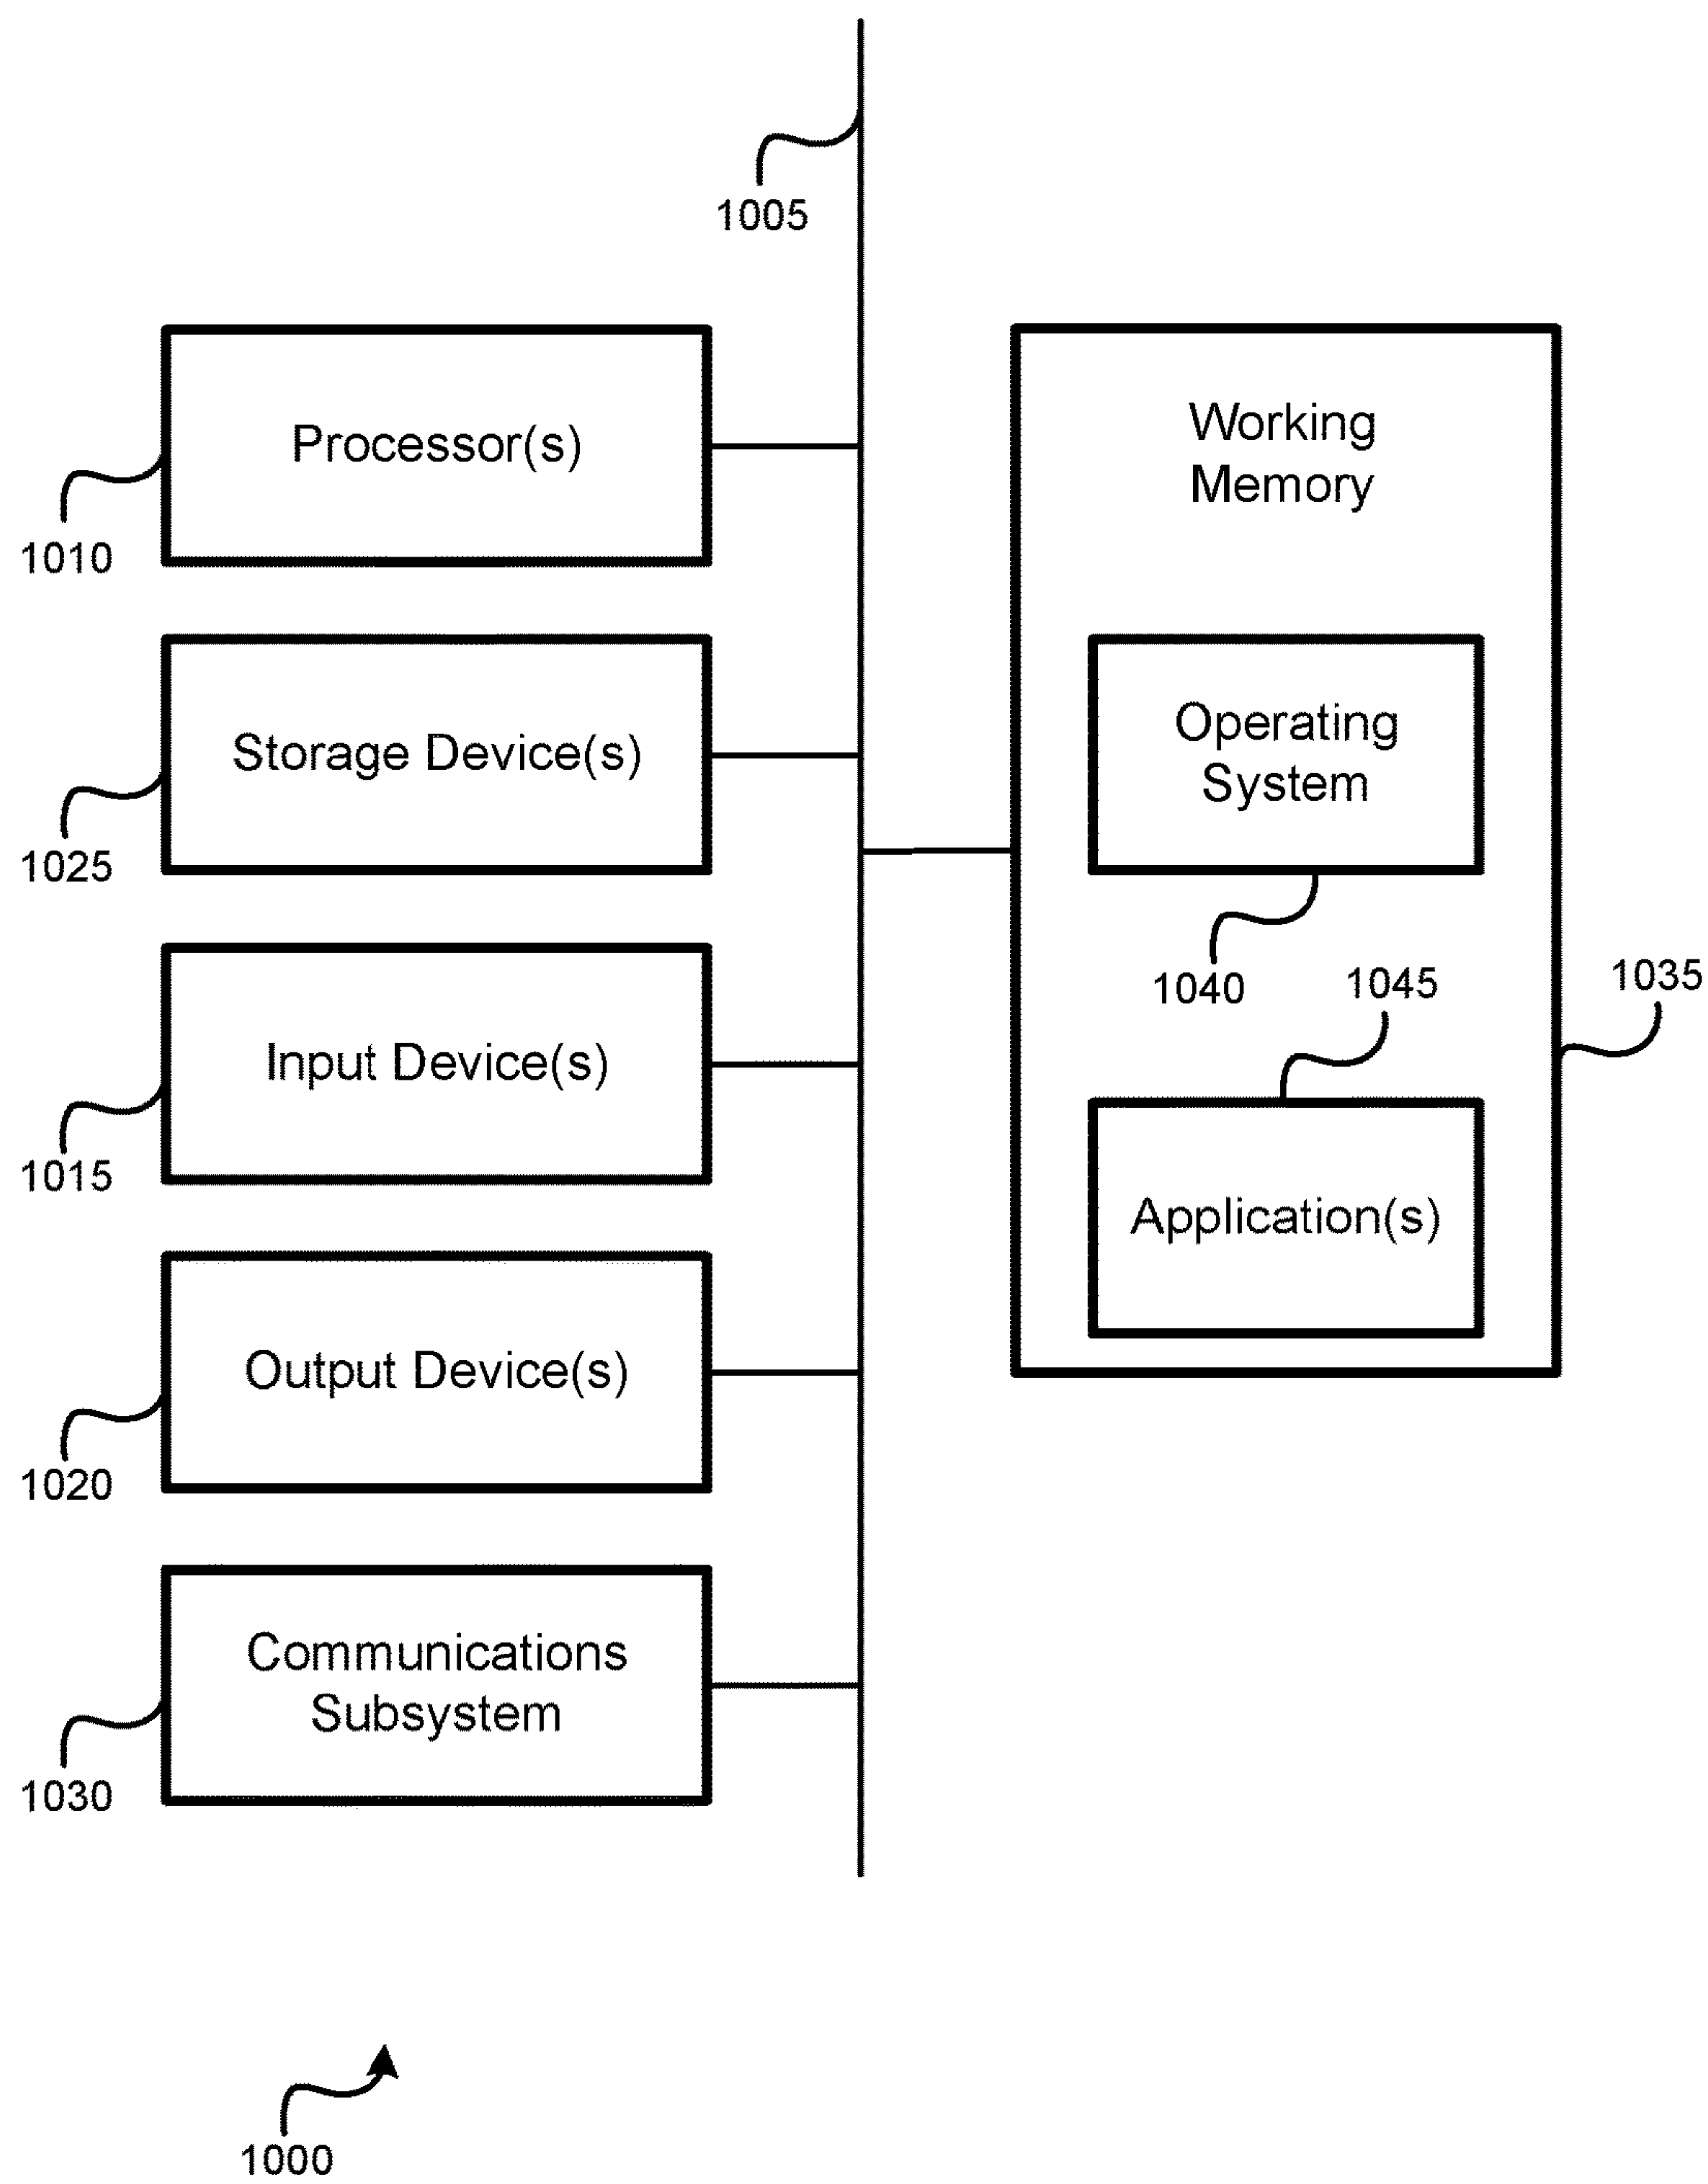 1005
Processor(s)
1010
Storage Device(s)
1025
Input Device(s)
1015
Output Device(s)
1020
Communications
Subsystem
1030
Working
Memory
Operating
System
1040
1045
1035
Application(s)
1000